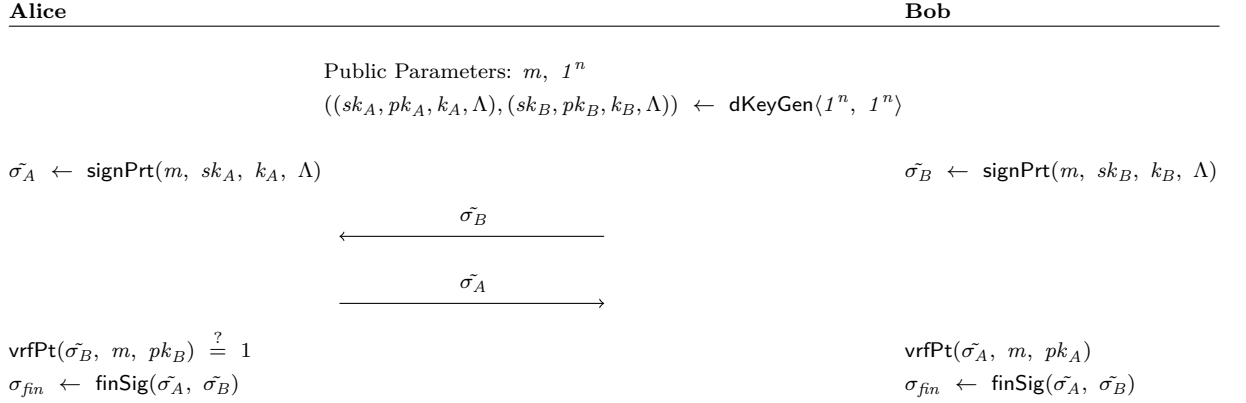 Alice Bob
Public Parameters: m, 1^n
((sk_A, pk_A, k_A, Λ), (sk_B, pk_B, k_B, Λ)) ← dKeyGen⟨1^n, 1^n⟩
σ̃_A ← signPrt(m, sk_A, k_A, Λ) σ̃_B ← signPrt(m, sk_B, k_B, Λ)
σ̃_B
σ̃_A
vrfPt(σ̃_B, m, pk_B) ≟ 1 vrfPt(σ̃_A, m, pk_A)
σ_fin ← finSig(σ̃_A, σ̃_B) σ_fin ← finSig(σ̃_A, σ̃_B)